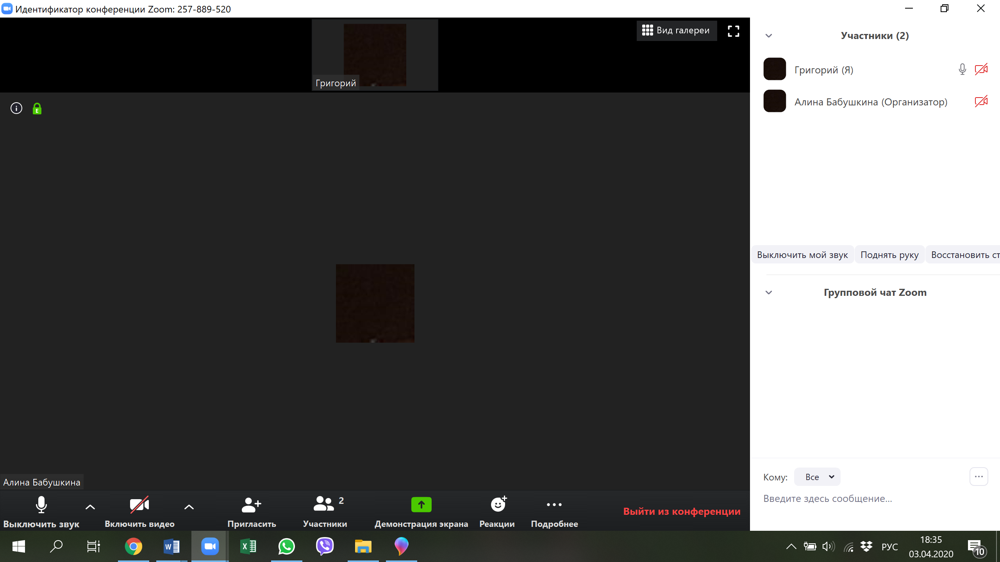 Идентификатор конференции Zoom: 257-889-520
Вид галереи
Григорий
Участники (2)
Григорий (Я)
Алина Бабушкина (Организатор)
E
Выключить мой звук
Поднять руку
Восстановить ст
Групповой чат Zoom
Кому:
Все
Введите здесь сообщение...
Алина Бабушкина
2
Выключить звук
Включить видео
Пригласить
Участники
Демонстрация экрана
Реакции
Подробнее
Выйти из конференции
W
X
РУС
18:35
03.04.2020
10